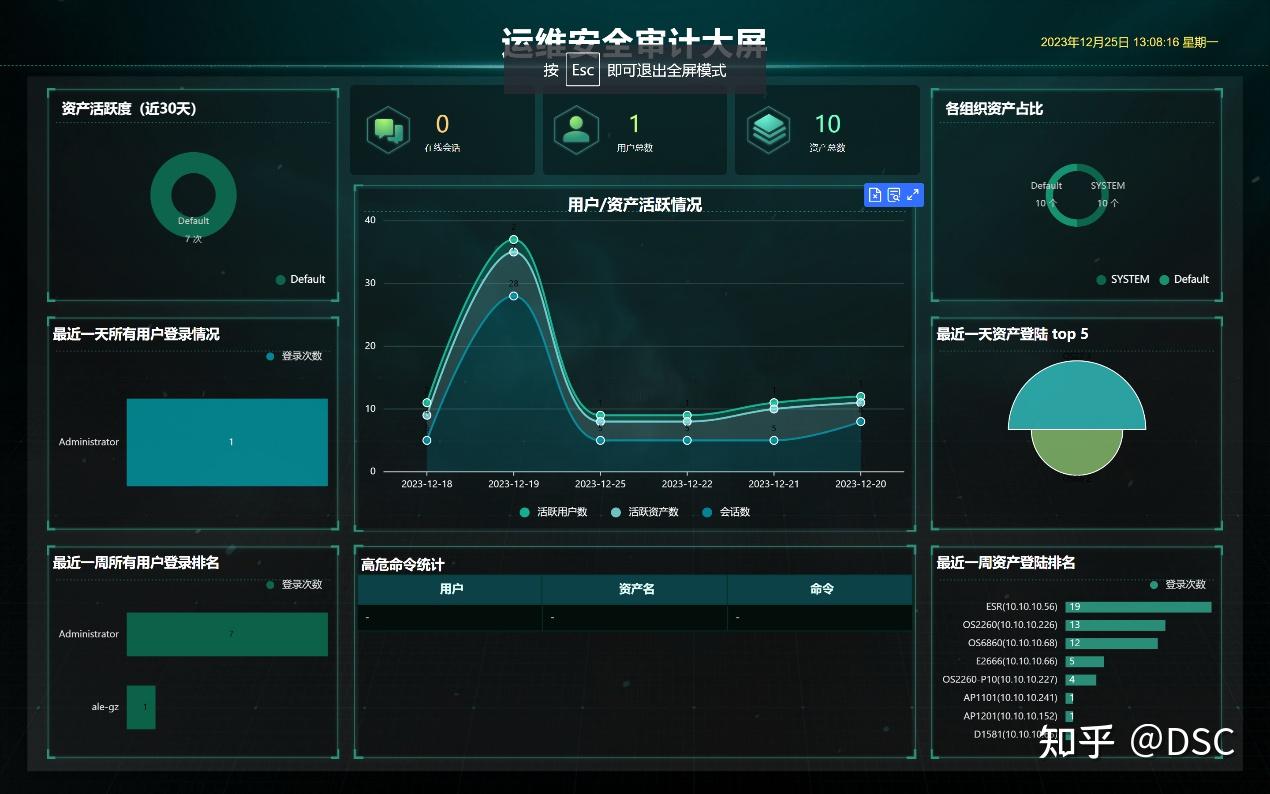 运维安全审计大屏
2023年12月25日 13:08:16 星期一
按 Esc 即可退出全屏模式
资产活跃度（近30天）
Default
7 次
Default
0
在线会话
1
用户总数
10
资产总数
各组织资产占比
Default
10 个
SYSTEM
10 个
SYSTEM
Default
最近一天所有用户登录情况
登录次数
Administrator
1
用户/资产活跃情况
40
30
20
10
0
28
5
2023-12-18
2023-12-19
2023-12-25
2023-12-22
2023-12-21
2023-12-20
活跃用户数
活跃资产数
会话数
最近一天资产登陆 top 5
最近一周所有用户登录排名
登录次数
Administrator
7
ale-gz
1
高危命令统计
用户 资产名 命令
- - -
最近一周资产登陆排名
登录次数
ESR(10.10.10.56) 19
OS2260(10.10.10.226) 13
OS6860(10.10.10.68) 12
E2666(10.10.10.66) 5
OS2260-P10(10.10.10.227) 4
AP1101(10.10.10.241) 1
AP1201(10.10.10.152) 1
知乎 @DSC